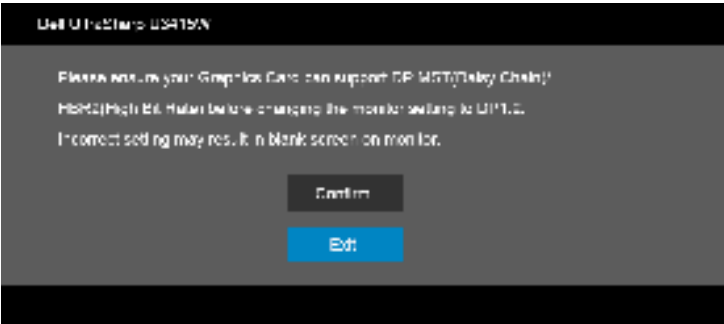 Dell UltraSharp U3415W
Please ensure your Graphics Card can support DP MST(Daisy Chain)/
HBR2(High Bit Rate) before changing the monitor setting to DP1.2.
Incorrect setting may result in blank screen on monitor.
Confirm
Exit